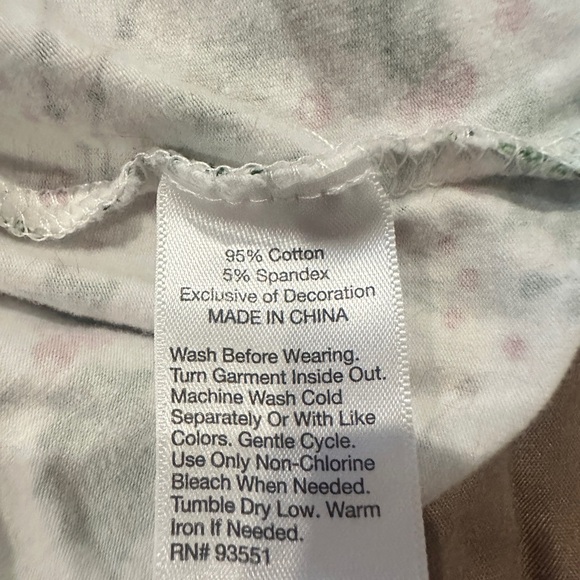 95% Cotton
5% Spandex
Exclusive of Decoration
MADE IN CHINA
Wash Before Wearing.
Turn Garment Inside Out.
Machine Wash Cold
Separately Or With Like
Colors. Gentle Cycle.
Use Only Non-Chlorine
Bleach When Needed.
Tumble Dry Low. Warm
Iron If Needed.
RN# 93551